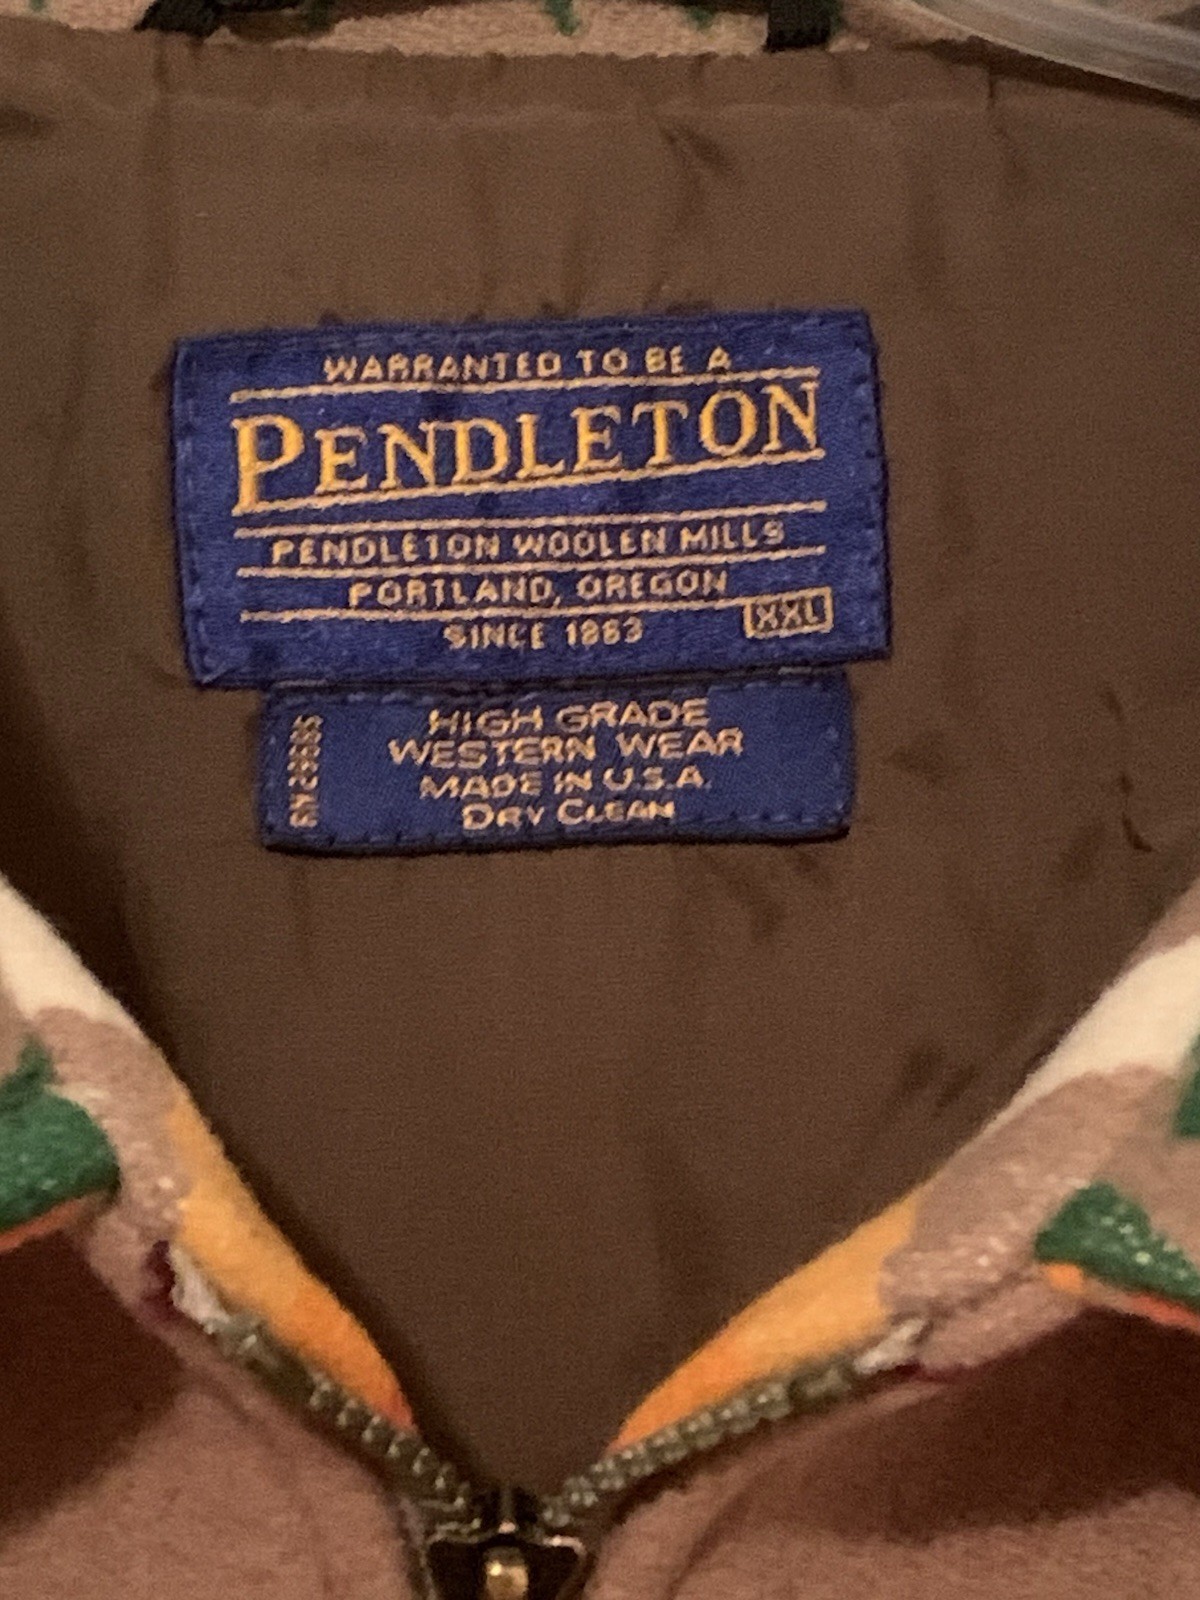 WARRANTED TO BE A
PENDLETON
PENDLETON WOOLEN MILLS
PORTLAND, OREGON
SINCE 1863
XXL
HIGH GRADE
WESTERN WEAR
MADE IN U.S.A.
DRY CLEAN